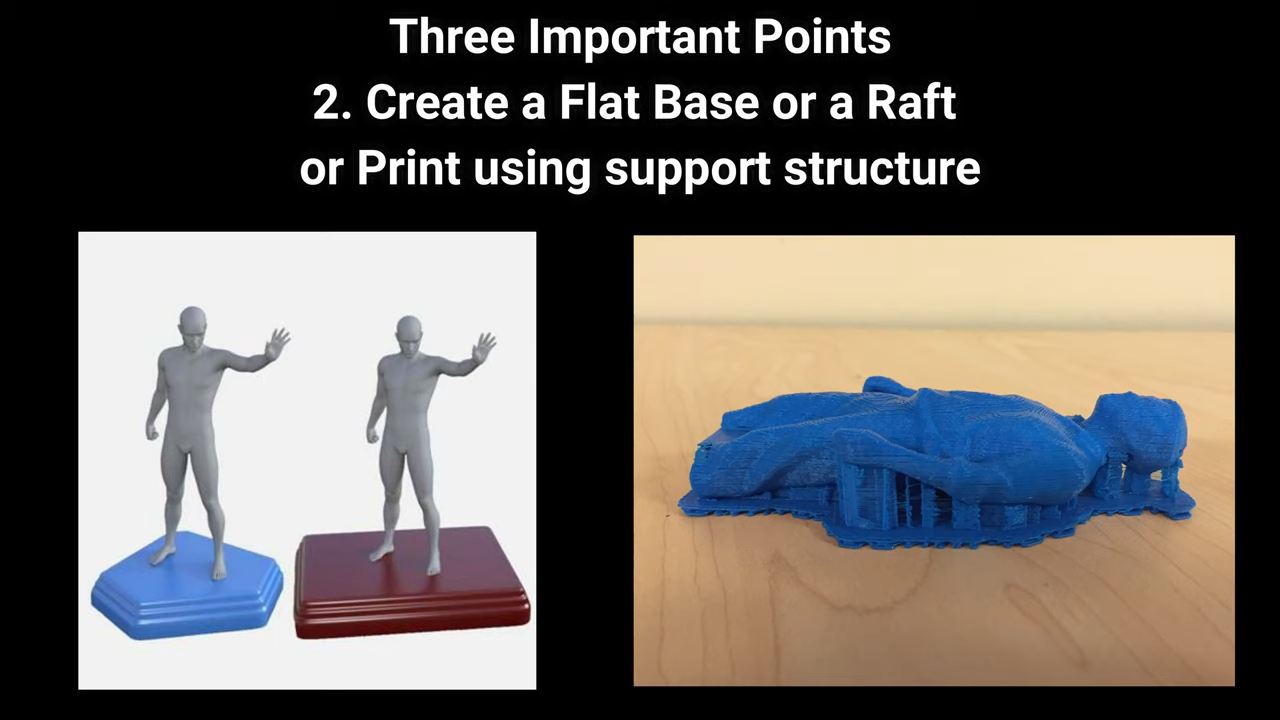 Three Important Points
2. Create a Flat Base or a Raft
or Print using support structure